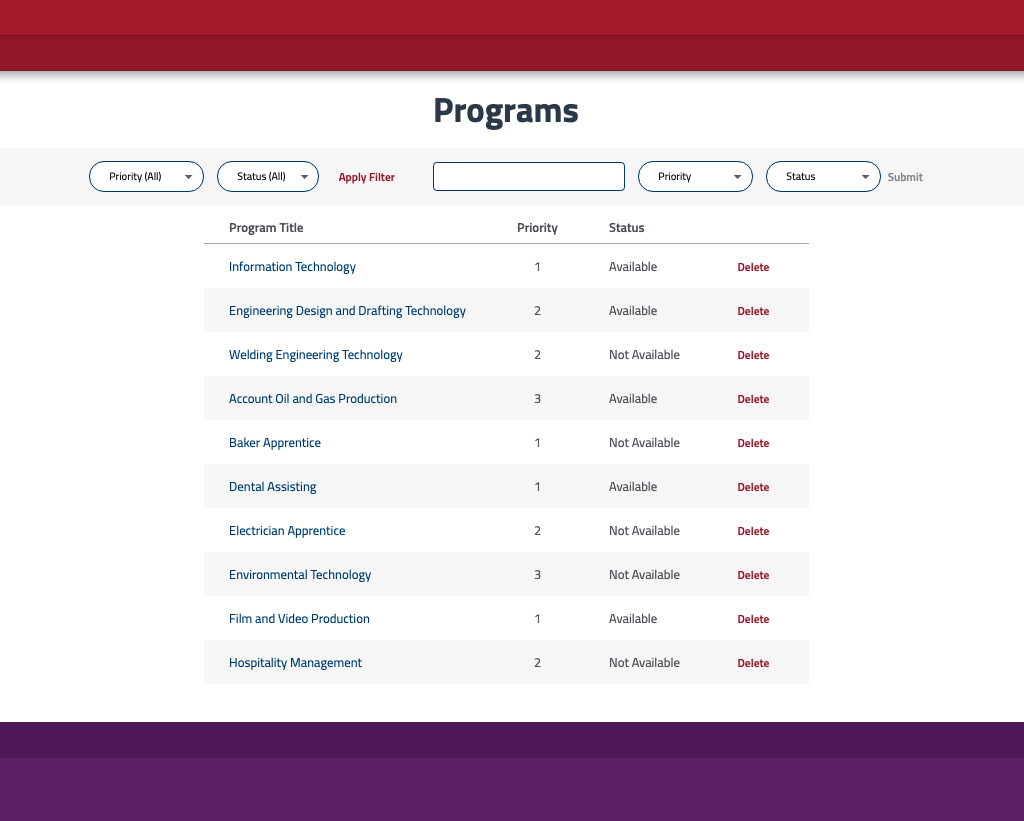 Programs
Priority (All) Status (All) Apply Filter Priority Status Submit
Program Title Priority Status
Information Technology 1 Available Delete
Engineering Design and Drafting Technology 2 Available Delete
Welding Engineering Technology 2 Not Available Delete
Account Oil and Gas Production 3 Available Delete
Baker Apprentice 1 Not Available Delete
Dental Assisting 1 Available Delete
Electrician Apprentice 2 Not Available Delete
Environmental Technology 3 Not Available Delete
Film and Video Production 1 Available Delete
Hospitality Management 2 Not Available Delete